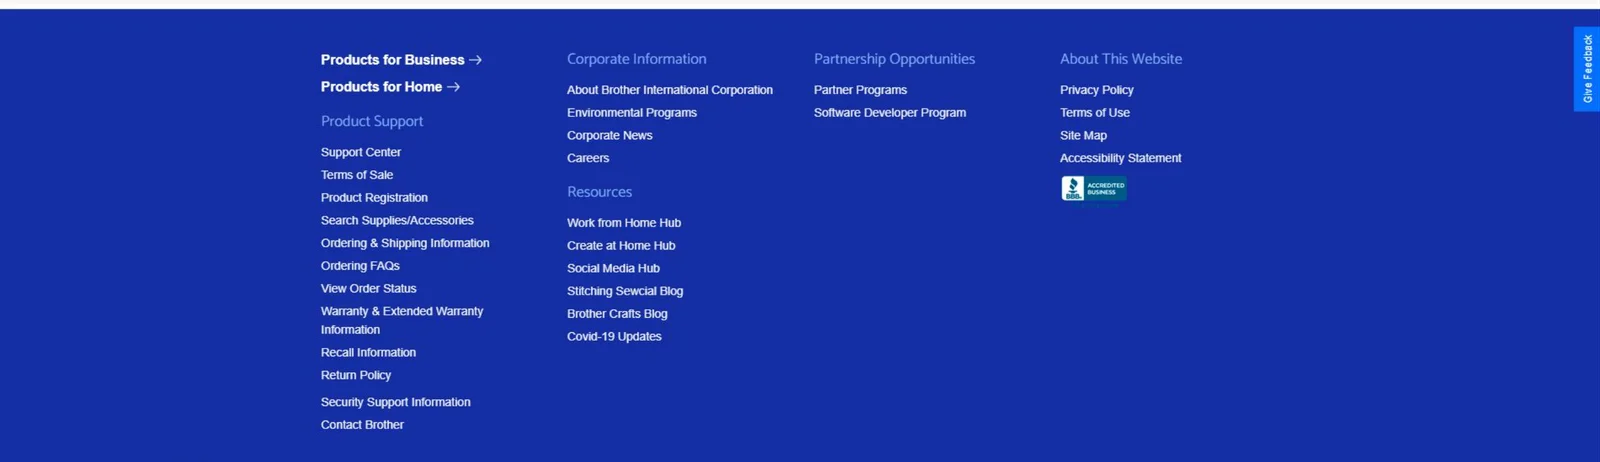 Products for Business
Products for Home
Product Support
Support Center
Terms of Sale
Product Registration
Search Supplies/Accessories
Ordering & Shipping Information
Ordering FAQs
View Order Status
Warranty & Extended Warranty
Information
Recall Information
Return Policy
Security Support Information
Contact Brother
Corporate Information
About Brother International Corporation
Environmental Programs
Corporate News
Careers
Resources
Work from Home Hub
Create at Home Hub
Social Media Hub
Stitching Sewcial Blog
Brother Crafts Blog
Covid-19 Updates
Partnership Opportunities
Partner Programs
Software Developer Program
About This Website
Privacy Policy
Terms of Use
Site Map
Accessibility Statement
BBB
ACCREDITED
BUSINESS
Give Feedback